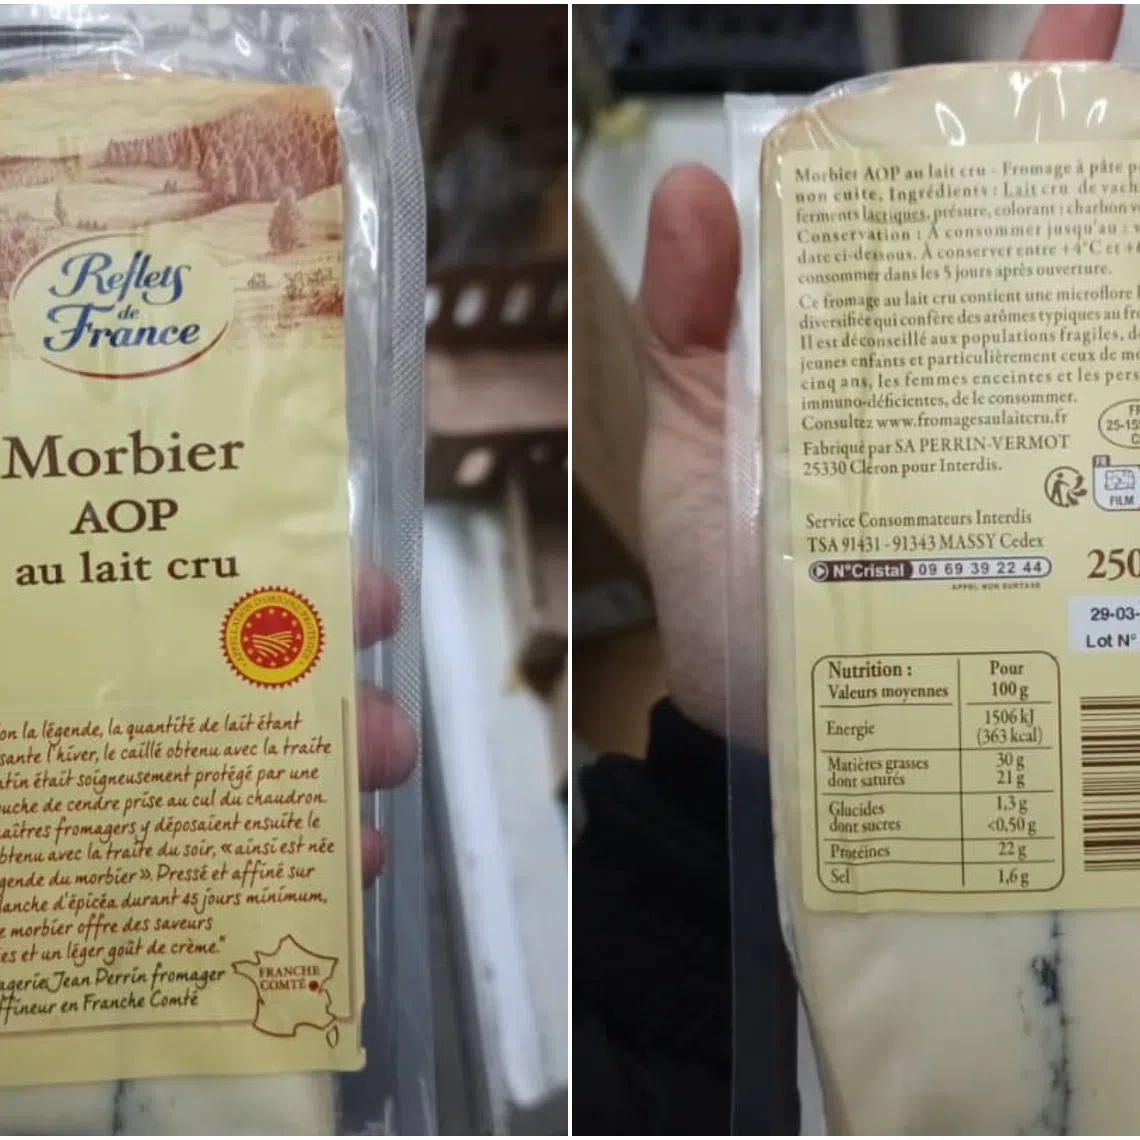 Reflets
de
France
Morbier
AOP
au lait cru
APPELLATION D'ORIGINE PROTÉGÉE
on la légende, la quantité de lait étant
sante l'hiver, le caillé obtenu avec la traite
atin était soigneusement protégé par une
uche de cendre prise au cul du chaudron.
aîtres fromagers y déposaient ensuite le
btenu avec la traite du soir, « ainsi est née
gende du morbier ». Pressé et affiné sur
lanche d'épicéa durant 45 jours minimum,
e morbier offre des saveurs
es et un léger goût de crème."
agerie Jean Perrin fromager
ffineur en Franche Comté
FRANCHE
COMTÉ
Morbier AOP au lait cru - Fromage à pâte p
non cuite. Ingrédients : Lait cru de vach
ferments lactiques, présure, colorant : charbon v
Conservation : À consommer jusqu'au : v
date ci-dessous. À conserver entre +4°C et +6
consommer dans les 5 jours après ouverture.
Ce fromage au lait cru contient une microflore
diversifiée qui confère des arômes typiques au fr
Il est déconseillé aux populations fragiles, d
jeunes enfants et particulièrement ceux de mo
cinq ans, les femmes enceintes et les pers
immuno-déficientes, de le consommer.
Consultez www.fromagesaulaitcru.fr
Fabriqué par SA PERRIN-VERMOT
25330 Cléron pour Interdis.
25-15
FR
FILM
Service Consommateurs Interdis
TSA 91431 - 91343 MASSY Cedex
N°Cristal 09 69 39 22 44
APPEL NON SURTAXÉ
250
29-03-
Lot N°
Nutrition : Pour
Valeurs moyennes 100 g
Energie 1506 kJ
(363 kcal)
Matières grasses 30 g
dont saturés 21 g
Glucides 1,3 g
dont sucres <0,50 g
Protéines 22 g
Sel 1,6 g